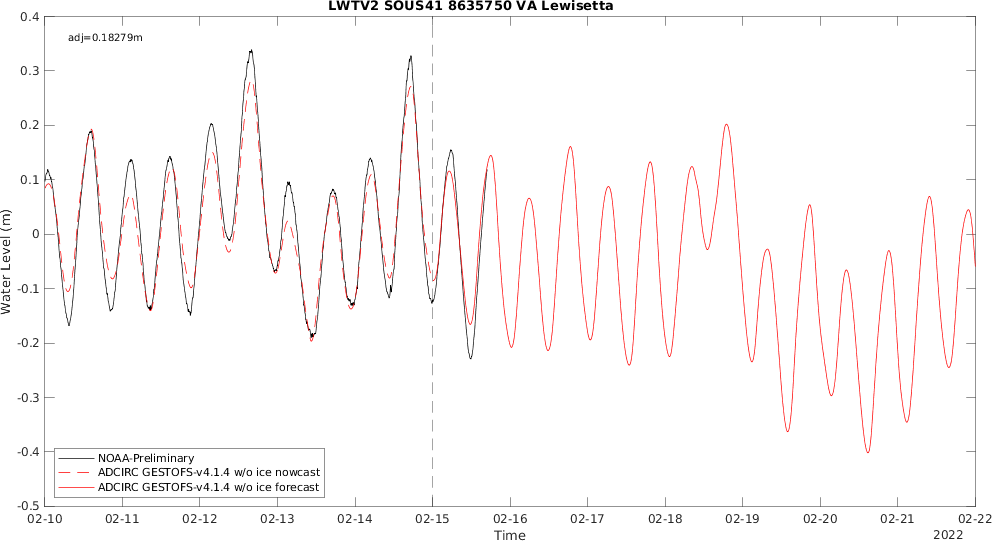 LWTV2 SOUS41 8635750 VA Lewisetta
adj=0.18279m
Water Level (m)
0.4
0.3
0.2
0.1
0
-0.1
-0.2
-0.3
-0.4
-0.5
NOAA-Preliminary
ADCIRC GESTOFS-v4.1.4 w/o ice nowcast
ADCIRC GESTOFS-v4.1.4 w/o ice forecast
02-10 02-11 02-12 02-13 02-14 02-15 02-16 02-17 02-18 02-19 02-20 02-21 02-22
Time
2022